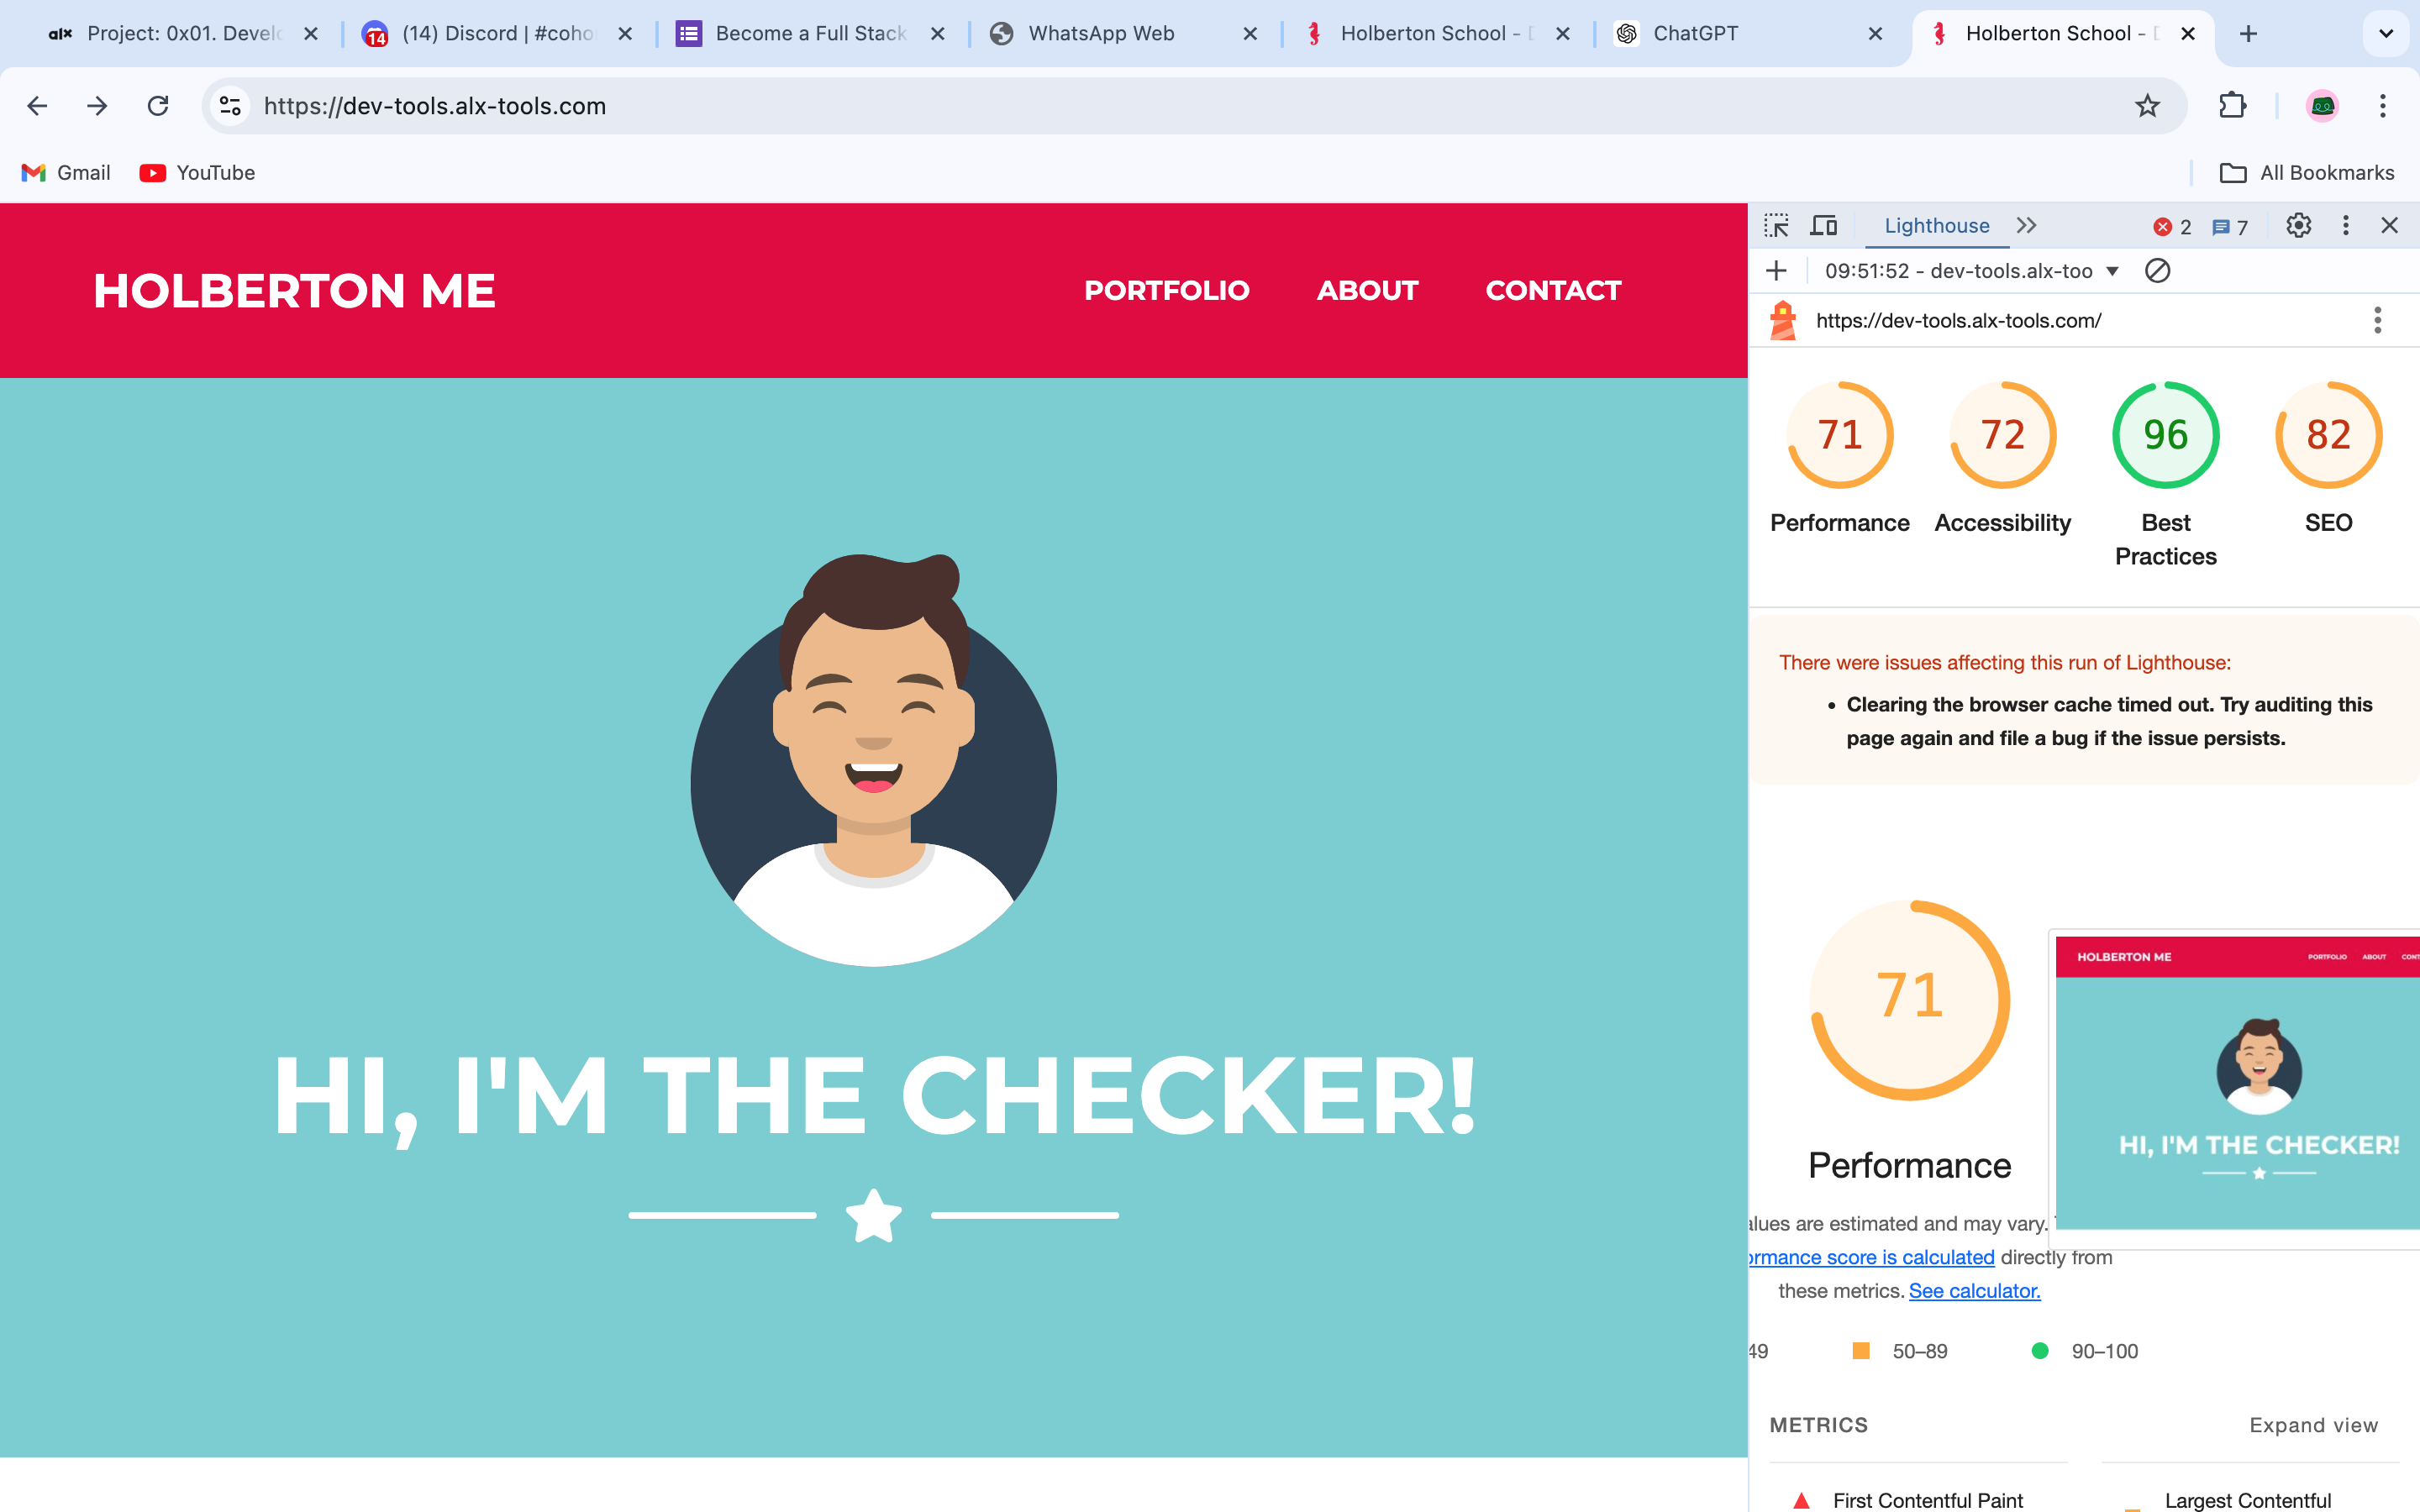 alx Project: 0x01. Develo
14 (14) Discord | #coho
Become a Full Stack
WhatsApp Web
Holberton School - D
ChatGPT
Holberton School - D
https://dev-tools.alx-tools.com
Gmail
YouTube
All Bookmarks
HOLBERTON ME
PORTFOLIO
ABOUT
CONTACT
HI, I'M THE CHECKER!
Lighthouse
2
7
09:51:52 - dev-tools.alx-too
https://dev-tools.alx-tools.com/
71
72
96
82
Performance
Accessibility
Best
Practices
SEO
There were issues affecting this run of Lighthouse:
• Clearing the browser cache timed out. Try auditing this
page again and file a bug if the issue persists.
71
HOLBERTON ME
PORTFOLIO
ABOUT
CONT
HI, I'M THE CHECKER!
Performance
alues are estimated and may vary.
ormance score is calculated directly from
these metrics. See calculator.
49
50–89
90–100
METRICS
Expand view
First Contentful Paint
Largest Contentful